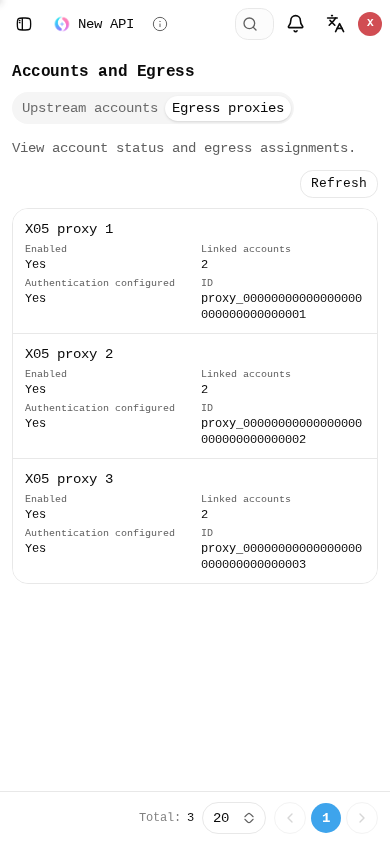 New API
X
Accounts and Egress
Upstream accounts Egress proxies
View account status and egress assignments.
Refresh
X05 proxy 1
Enabled Linked accounts
Yes 2
Authentication configured ID
Yes proxy_00000000000000000
000000000000001
X05 proxy 2
Enabled Linked accounts
Yes 2
Authentication configured ID
Yes proxy_00000000000000000
000000000000002
X05 proxy 3
Enabled Linked accounts
Yes 2
Authentication configured ID
Yes proxy_00000000000000000
000000000000003
Total: 3 20 1